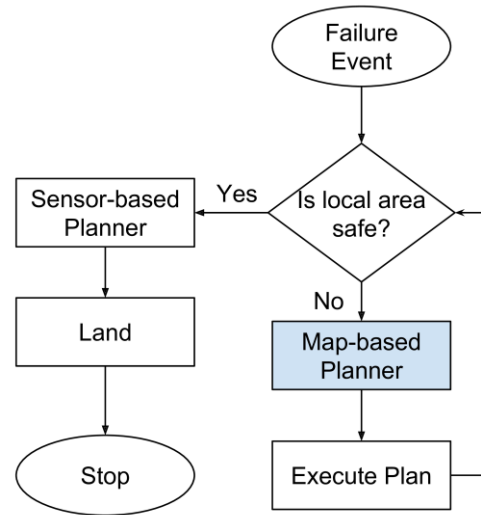 Failure
Event
Is local area
safe?
Yes
Sensor-based
Planner
Land
Stop
No
Map-based
Planner
Execute Plan